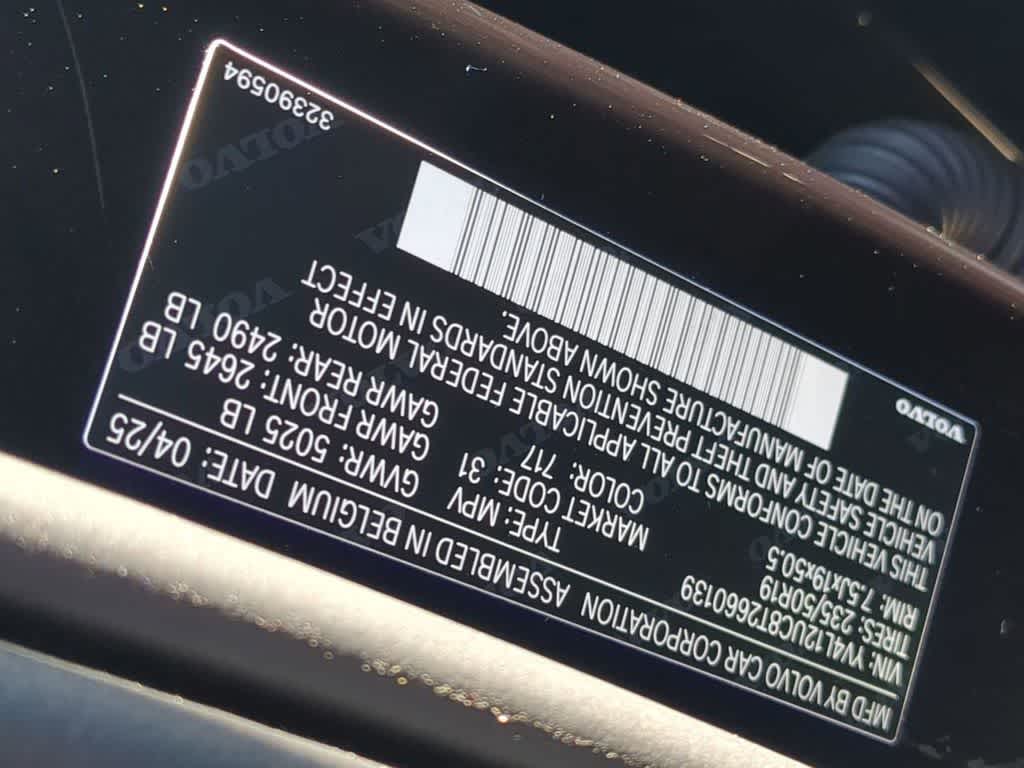 MFD BY VOLVO CAR CORPORATION ASSEMBLED IN BELGIUM DATE: 04/25
VIN: YV4L12UC8T2660139 TYPE: MPV GVWR: 5025 LB
TIRES: 235/50R19 MARKET CODE: 31 GAWR FRONT: 2645 LB
RIM: 7.5Jx19x50.5 COLOR: 717 GAWR REAR: 2490 LB
THIS VEHICLE CONFORMS TO ALL APPLICABLE FEDERAL MOTOR
VEHICLE SAFETY AND THEFT PREVENTION STANDARDS IN EFFECT
ON THE DATE OF MANUFACTURE SHOWN ABOVE.
VOLVO
32390594